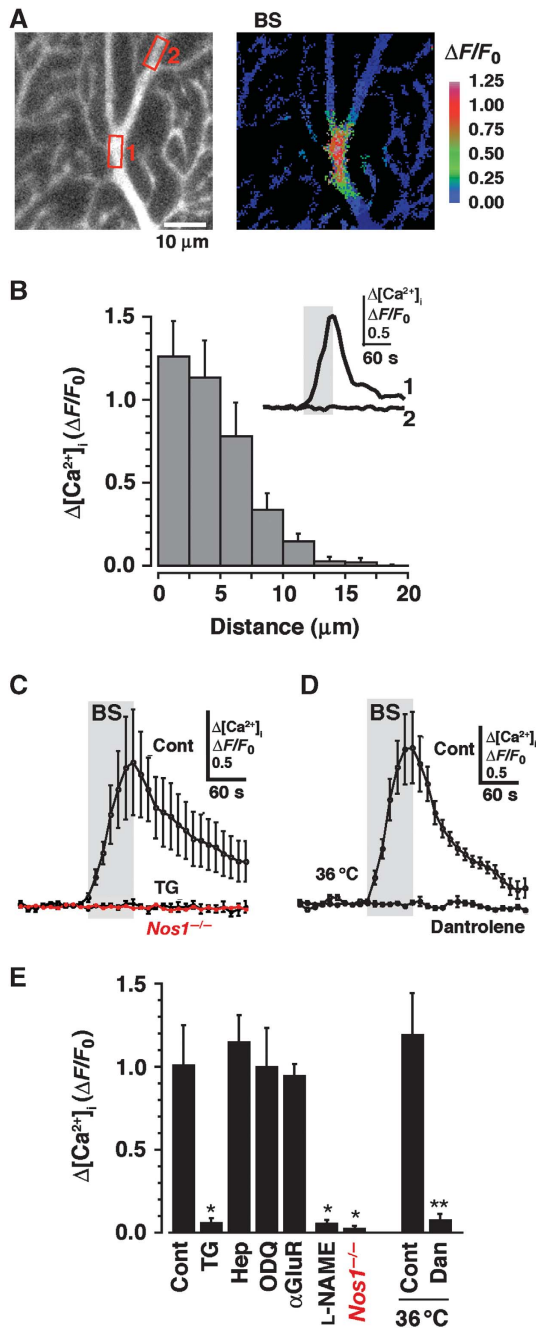 A
BS
ΔF/F0
1.25
1.00
0.75
0.50
0.25
0.00
2
1
10 μm
B
Δ[Ca2+]i (ΔF/F0)
1.5
1.0
0.5
0.0
0
5
10
15
20
Distance (μm)
Δ[Ca2+]i
ΔF/F0
0.5
60 s
1
2
C
BS
Cont
Δ[Ca2+]i
ΔF/F0
0.5
60 s
TG
Nos1–/–
D
BS
Cont
Δ[Ca2+]i
ΔF/F0
0.5
60 s
36 °C
Dantrolene
E
Δ[Ca2+]i (ΔF/F0)
1.5
1.0
0.5
0.0
*
*
*
**
Cont
TG
Hep
ODQ
αGluR
L-NAME
Nos1–/–
Cont
Dan
36 °C